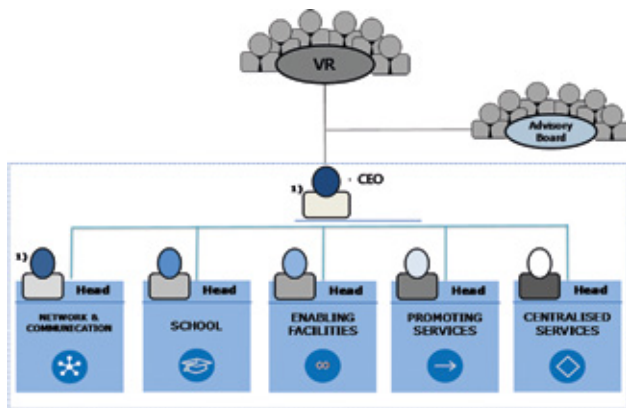 VR
Advisory
Board
1)
- CEO
1)
Head
Head
Head
Head
Head
NETWORK &
COMMUNICATION
SCHOOL
ENABLING
FACILITIES
PROMOTING
SERVICES
CENTRALISED
SERVICES